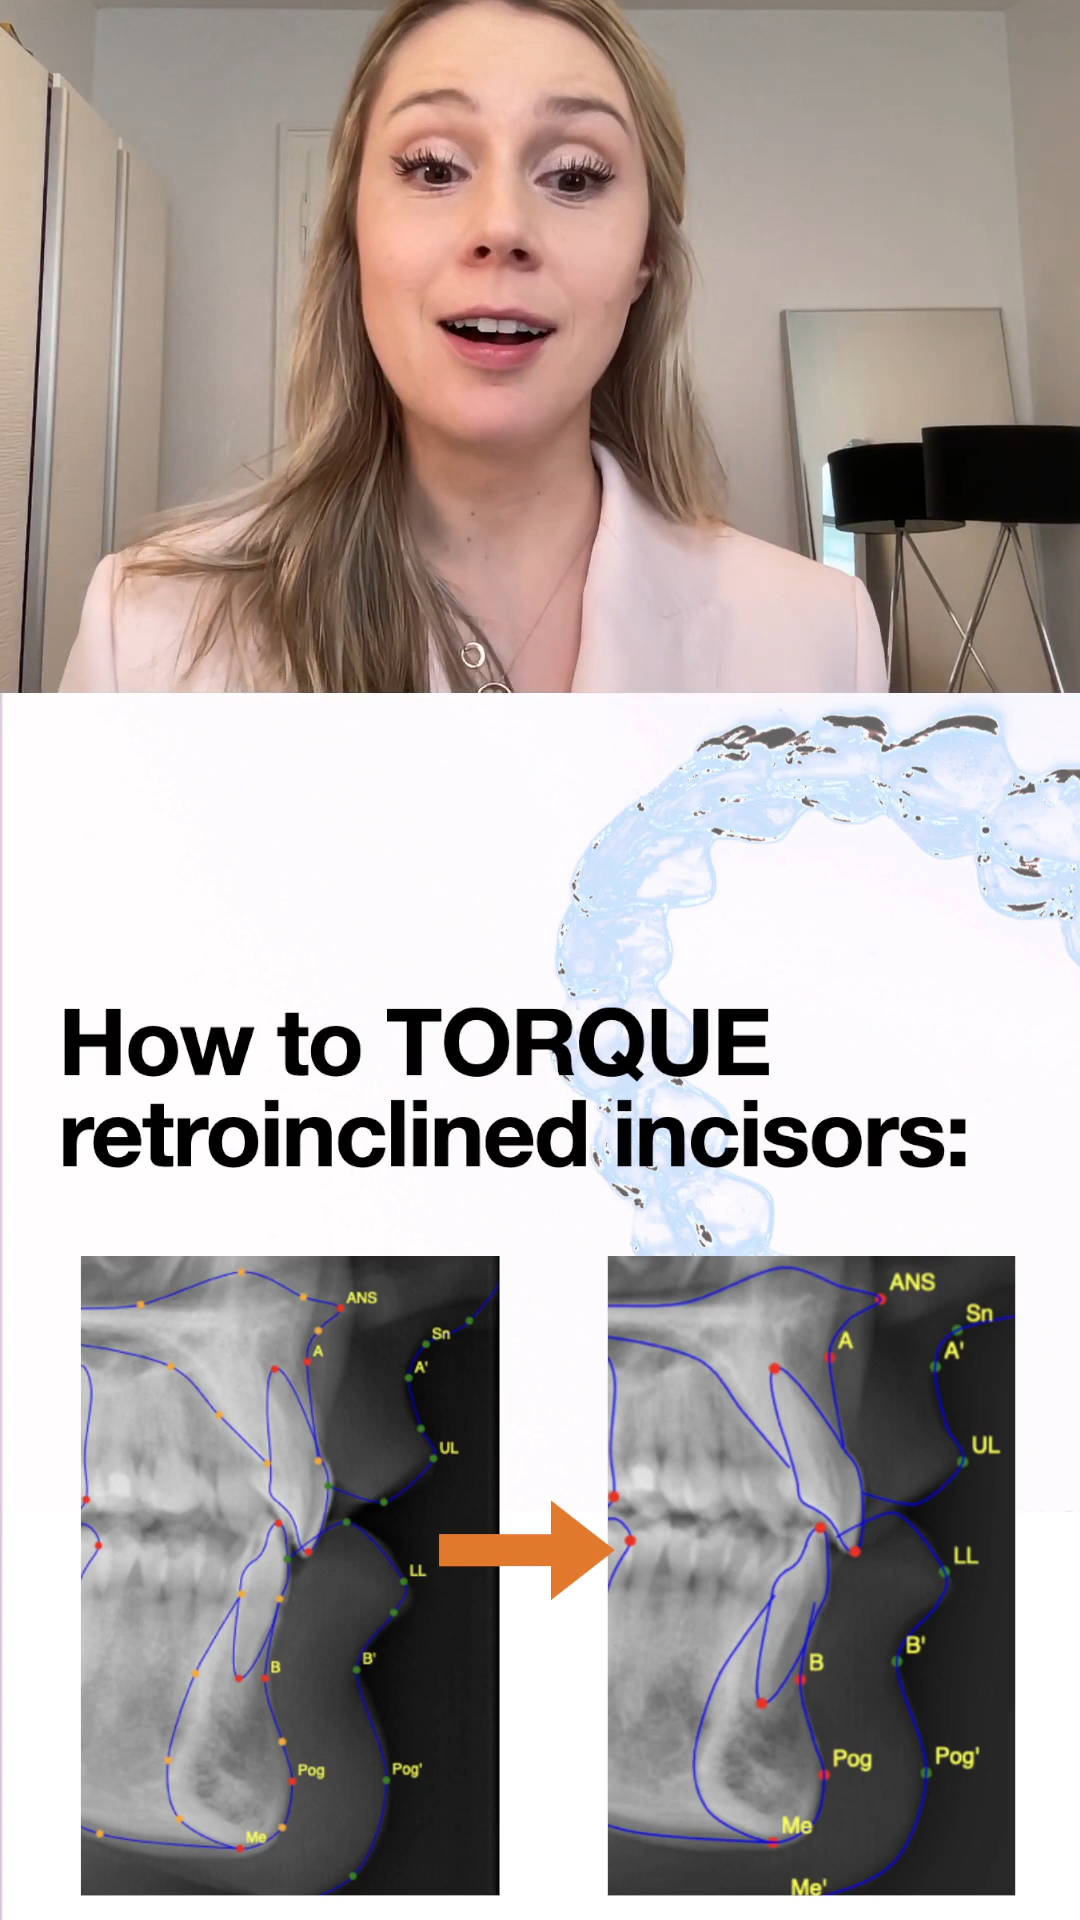 How to TORQUE
retroinclined incisors:
ANS
Sn
A
A'
UL
LL
B'
B
Pog
Pog'
Me
ANS
Sn
A
A'
UL
LL
B'
B
Pog
Pog'
Me
Me'